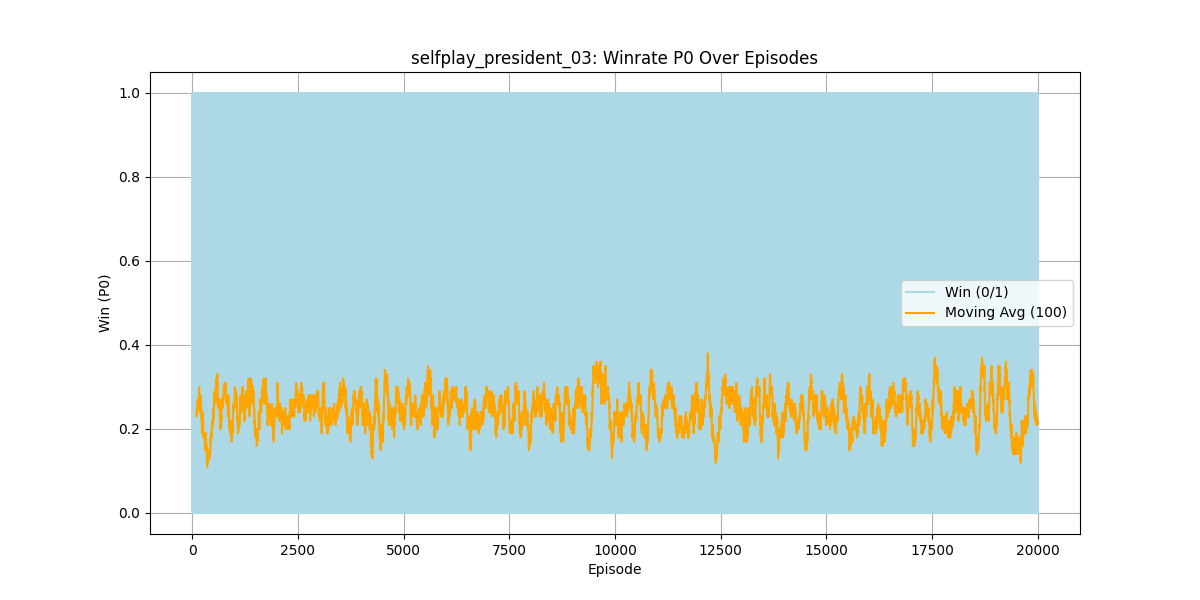 selfplay_president_03: Winrate P0 Over Episodes
Win (P0)
1.0
0.8
0.6
0.4
0.2
0.0
Win (0/1)
Moving Avg (100)
0 2500 5000 7500 10000 12500 15000 17500 20000
Episode